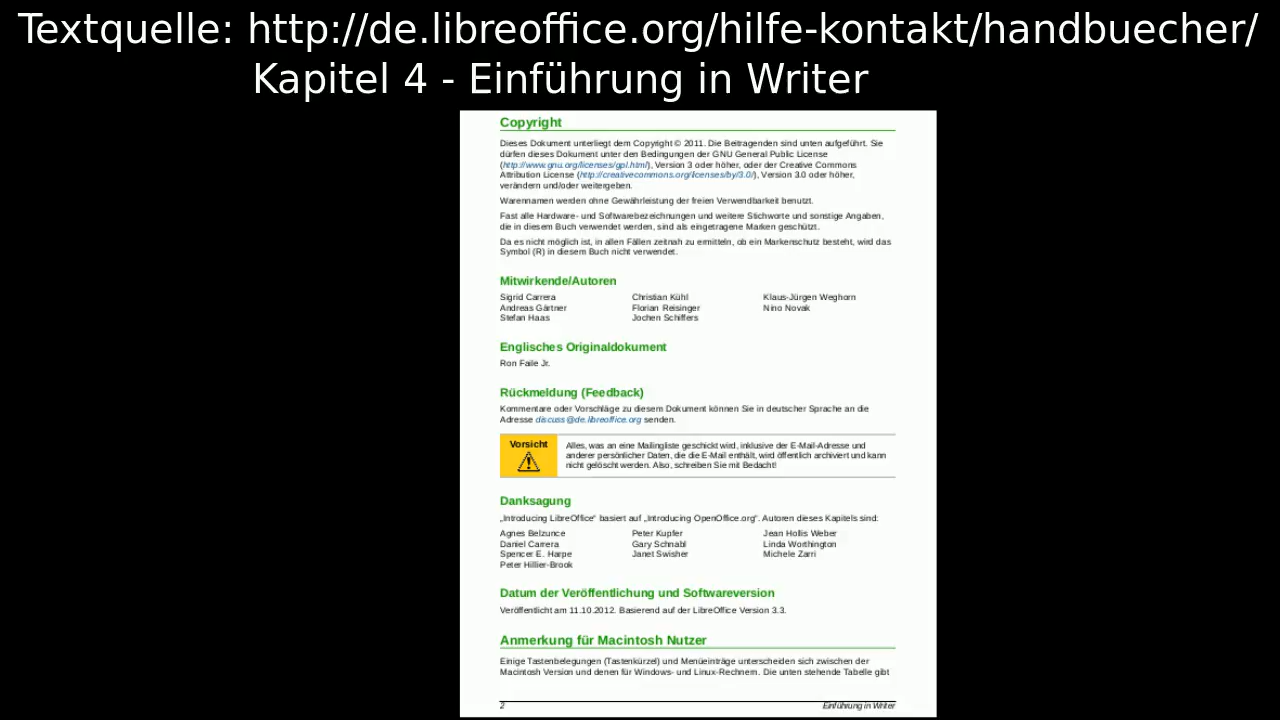 Textquelle: http://de.libreoffice.org/hilfe-kontakt/handbuecher/
Kapitel 4 - Einführung in Writer
Copyright
Dieses Dokument unterliegt dem Copyright © 2011. Die Beitragenden sind unten aufgeführt. Sie
dürfen dieses Dokument unter den Bedingungen der GNU General Public License
(http://www.gnu.org/licenses/gpl.html), Version 3 oder höher, oder der Creative Commons
Attribution License (http://creativecommons.org/licenses/by/3.0/), Version 3.0 oder höher,
verändern und/oder weitergeben.
Warennamen werden ohne Gewährleistung der freien Verwendbarkeit benutzt.
Fast alle Hardware- und Softwarebezeichnungen und weitere Stichworte und sonstige Angaben,
die in diesem Buch verwendet werden, sind als eingetragene Marken geschützt.
Da es nicht möglich ist, in allen Fällen zeitnah zu ermitteln, ob ein Markenschutz besteht, wird das
Symbol (R) in diesem Buch nicht verwendet.
Mitwirkende/Autoren
Sigrid Carrera Christian Kühl Klaus-Jürgen Weghorn
Andreas Gärtner Florian Reisinger Nino Novak
Stefan Haas Jochen Schiffers
Englisches Originaldokument
Ron Faile Jr.
Rückmeldung (Feedback)
Kommentare oder Vorschläge zu diesem Dokument können Sie in deutscher Sprache an die
Adresse discuss@de.libreoffice.org senden.
Vorsicht
Alles, was an eine Mailingliste geschickt wird, inklusive der E-Mail-Adresse und
anderer persönlicher Daten, die die E-Mail enthält, wird öffentlich archiviert und kann
nicht gelöscht werden. Also, schreiben Sie mit Bedacht!
Danksagung
„Introducing LibreOffice“ basiert auf „Introducing OpenOffice.org“. Autoren dieses Kapitels sind:
Agnes Belzunce Peter Kupfer Jean Hollis Weber
Daniel Carrera Gary Schnabl Linda Worthington
Spencer E. Harpe Janet Swisher Michele Zarri
Peter Hillier-Brook
Datum der Veröffentlichung und Softwareversion
Veröffentlicht am 11.10.2012. Basierend auf der LibreOffice Version 3.3.
Anmerkung für Macintosh Nutzer
Einige Tastenbelegungen (Tastenkürzel) und Menüeinträge unterscheiden sich zwischen der
Macintosh Version und denen für Windows- und Linux-Rechnern. Die unten stehende Tabelle gibt
2 Einführung in Writer